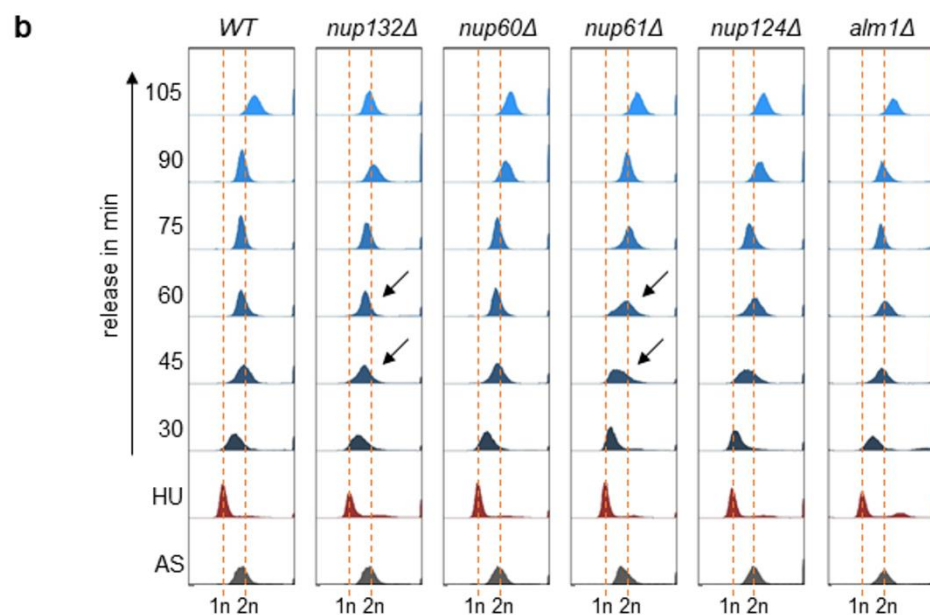 b
WT nup132Δ nup60Δ nup61Δ nup124Δ alm1Δ
release in min
105
90
75
60
45
30
HU
AS
1n 2n 1n 2n 1n 2n 1n 2n 1n 2n 1n 2n